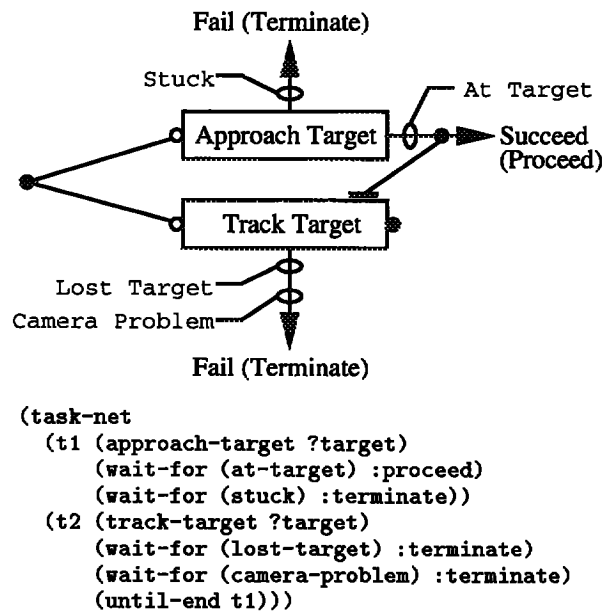 Fail (Terminate)
Stuck
At Target
Approach Target
Succeed
(Proceed)
Track Target
Lost Target
Camera Problem
Fail (Terminate)
(task-net
(t1 (approach-target ?target)
(wait-for (at-target) :proceed)
(wait-for (stuck) :terminate))
(t2 (track-target ?target)
(wait-for (lost-target) :terminate)
(wait-for (camera-problem) :terminate)
(until-end t1)))